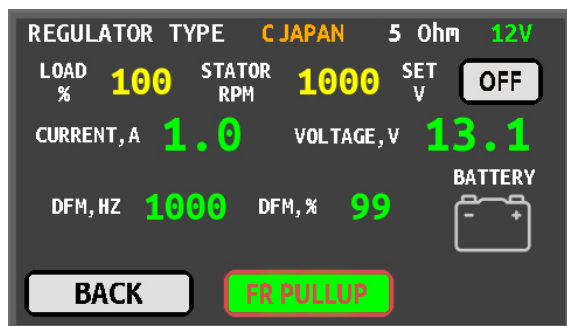 REGULATOR TYPE C JAPAN 5 Ohm 12V
LOAD % 100 STATOR RPM 1000 SET V OFF
CURRENT,A 1.0 VOLTAGE,V 13.1
BATTERY
DFM,HZ 1000 DFM,% 99 - +
BACK FR PULLUP